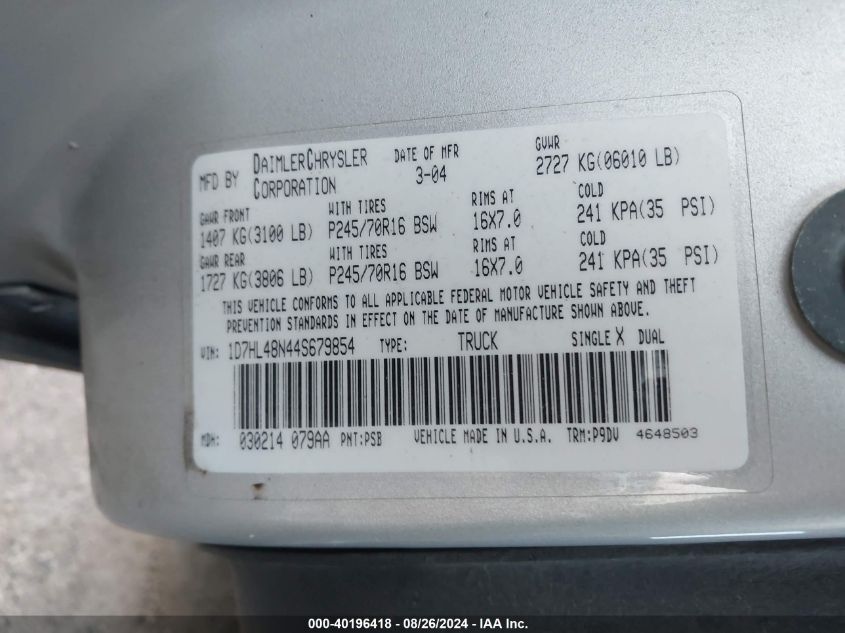 MFD BY DAIMLERCHRYSLER CORPORATION DATE OF MFR 3-04 GVWR 2727 KG(06010 LB)
GAWR FRONT WITH TIRES RIMS AT COLD
1407 KG(3100 LB) P245/70R16 BSW 16X7.0 241 KPA(35 PSI)
GAWR REAR WITH TIRES RIMS AT COLD
1727 KG(3806 LB) P245/70R16 BSW 16X7.0 241 KPA(35 PSI)
THIS VEHICLE CONFORMS TO ALL APPLICABLE FEDERAL MOTOR VEHICLE SAFETY AND THEFT
PREVENTION STANDARDS IN EFFECT ON THE DATE OF MANUFACTURE SHOWN ABOVE.
VIN: 1D7HL48N44S679854 TYPE: TRUCK SINGLE X DUAL
MDH: 030214 079AA PNT:PSB VEHICLE MADE IN U.S.A. TRM:P9DV 4648503
000-40196418 - 08/26/2024 - IAA Inc.